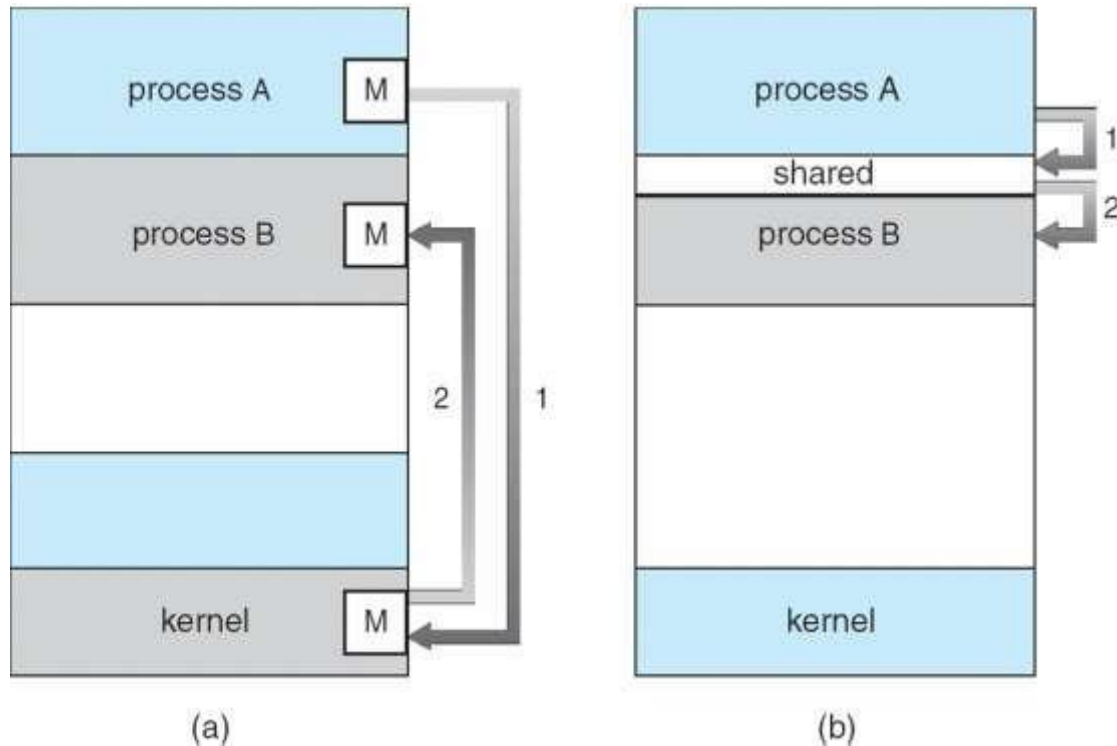 process A
M
process B
M
2
1
kernel
M
(a)
process A
1
shared
2
process B
kernel
(b)